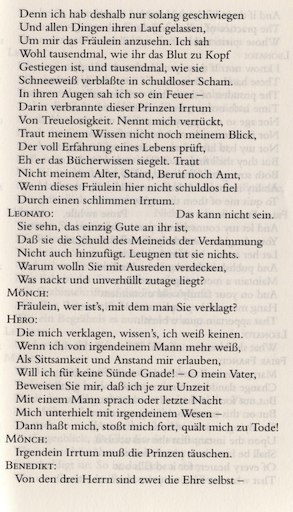 Denn ich hab deshalb nur solang geschwiegen
Und allen Dingen ihren Lauf gelassen,
Um mir das Fräulein anzusehn. Ich sah
Wohl tausendmal, wie ihr das Blut zu Kopf
Gestiegen ist, und tausendmal, wie sie
Schneeweiß verblaßte in schuldloser Scham.
In ihren Augen sah ich so ein Feuer –
Darin verbrannte dieser Prinzen Irrtum
Von Treuelosigkeit. Nennt mich verrückt,
Traut meinem Wissen nicht noch meinem Blick,
Der voll Erfahrung eines Lebens prüft,
Eh er das Bücherwissen siegelt. Traut
Nicht meinem Alter, Stand, Beruf noch Amt,
Wenn dieses Fräulein hier nicht schuldlos fiel
Durch einen schlimmen Irrtum.
LEONATO: Das kann nicht sein.
Sie sehn, das einzig Gute an ihr ist,
Daß sie die Schuld des Meineids der Verdammung
Nicht auch hinzufügt. Leugnen tut sie nichts.
Warum wolln Sie mit Ausreden verdecken,
Was nackt und unverhüllt zutage liegt?
MÖNCH:
Fräulein, wer ist's, mit dem man Sie verklagt?
HERO:
Die mich verklagen, wissen's, ich weiß keinen.
Wenn ich von irgendeinem Mann mehr weiß,
Als Sittsamkeit und Anstand mir erlauben,
Will ich für keine Sünde Gnade! – O mein Vater,
Beweisen Sie mir, daß ich je zur Unzeit
Mit einem Mann sprach oder letzte Nacht
Mich unterhielt mit irgendeinem Wesen –
Dann haßt mich, stoßt mich fort, quält mich zu Tode!
MÖNCH:
Irgendein Irrtum muß die Prinzen täuschen.
BENEDIKT:
Von den drei Herrn sind zwei die Ehre selbst –